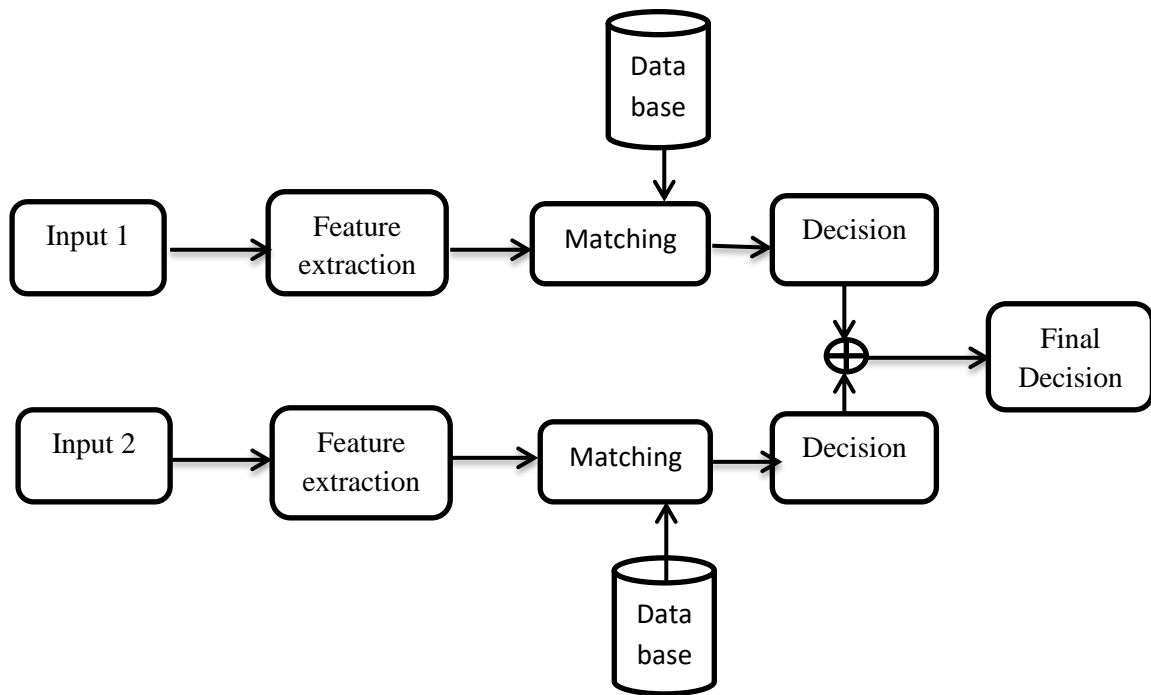 Data
base
Input 1
Feature
extraction
Matching
Decision
Final
Decision
Input 2
Feature
extraction
Matching
Decision
Data
base